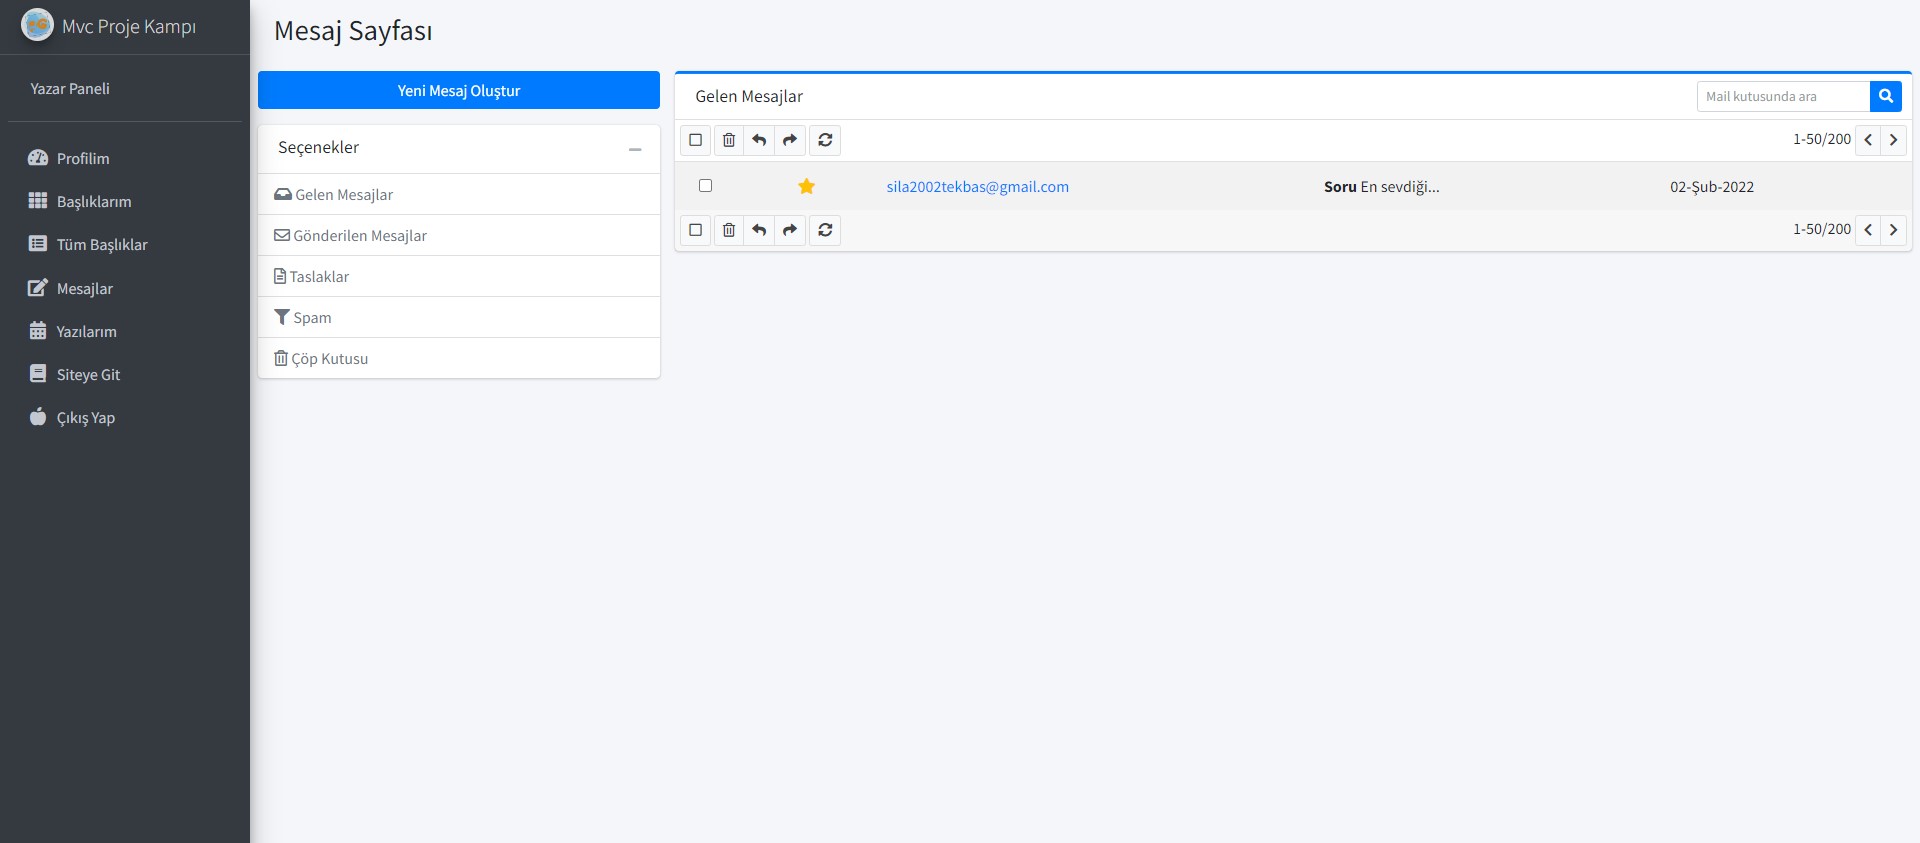 Mvc Proje Kampı
Yazar Paneli
Profilim
Başlıklarım
Tüm Başlıklar
Mesajlar
Yazılarım
Siteye Git
Çıkış Yap
Mesaj Sayfası
Yeni Mesaj Oluştur
Seçenekler
Gelen Mesajlar
Gönderilen Mesajlar
Taslaklar
Spam
Çöp Kutusu
Gelen Mesajlar
Mail kutusunda ara
1-50/200
sila2002tekbas@gmail.com Soru En sevdiği... 02-Şub-2022
1-50/200